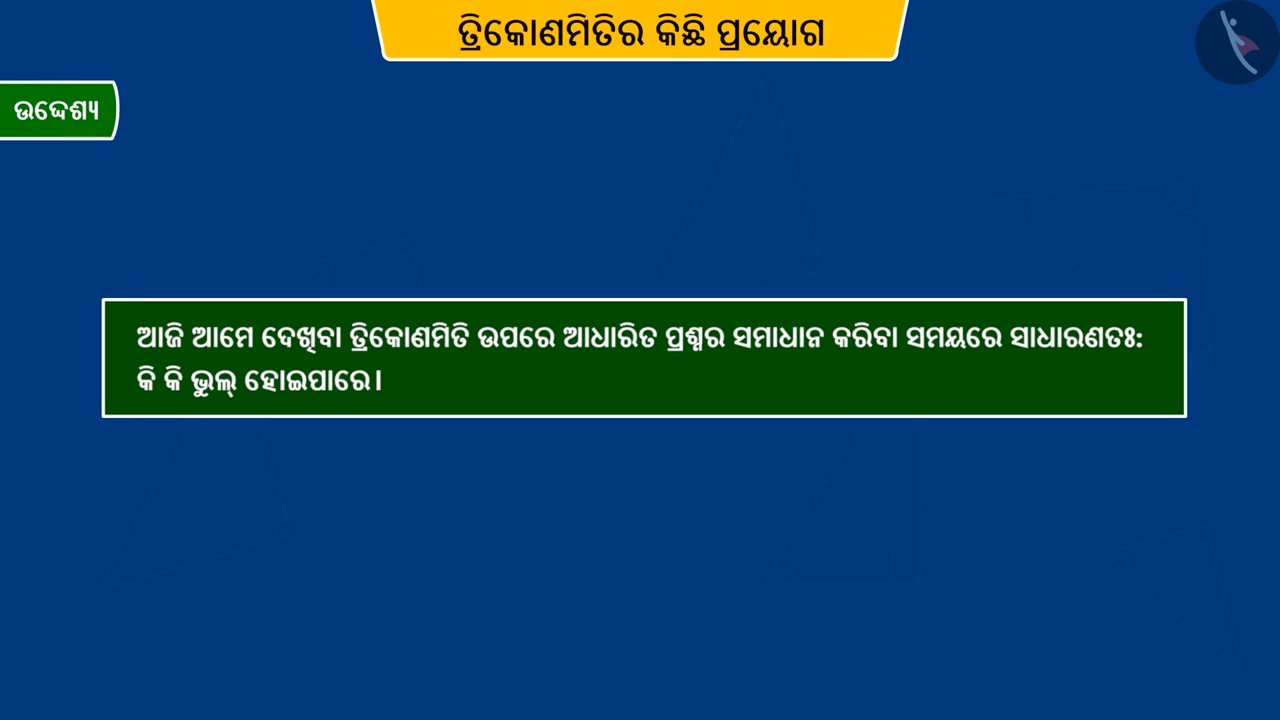 ତ୍ରିକୋଣମିତିର କିଛି ପ୍ରୟୋଗ
ଉଦ୍ଦେଶ୍ୟ
ଆଜି ଆମେ ଦେଖିବା ତ୍ରିକୋଣମିତି ଉପରେ ଆଧାରିତ ପ୍ରଶ୍ନର ସମାଧାନ କରିବା ସମୟରେ ସାଧାରଣତଃ:
କି କି ଭୁଲ୍ ହୋଇପାରେ।